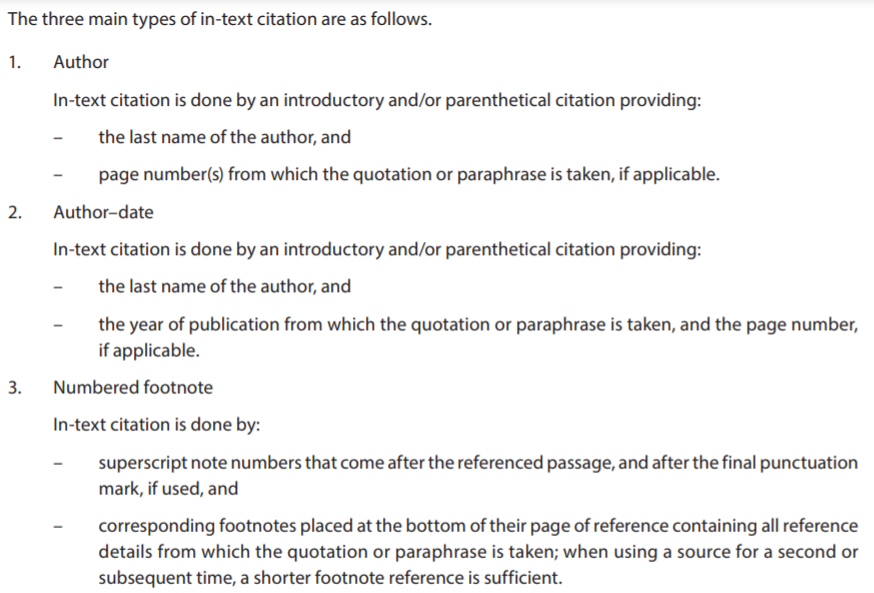 The three main types of in-text citation are as follows.
1. Author
In-text citation is done by an introductory and/or parenthetical citation providing:
– the last name of the author, and
– page number(s) from which the quotation or paraphrase is taken, if applicable.
2. Author–date
In-text citation is done by an introductory and/or parenthetical citation providing:
– the last name of the author, and
– the year of publication from which the quotation or paraphrase is taken, and the page number,
if applicable.
3. Numbered footnote
In-text citation is done by:
– superscript note numbers that come after the referenced passage, and after the final punctuation
mark, if used, and
– corresponding footnotes placed at the bottom of their page of reference containing all reference
details from which the quotation or paraphrase is taken; when using a source for a second or
subsequent time, a shorter footnote reference is sufficient.